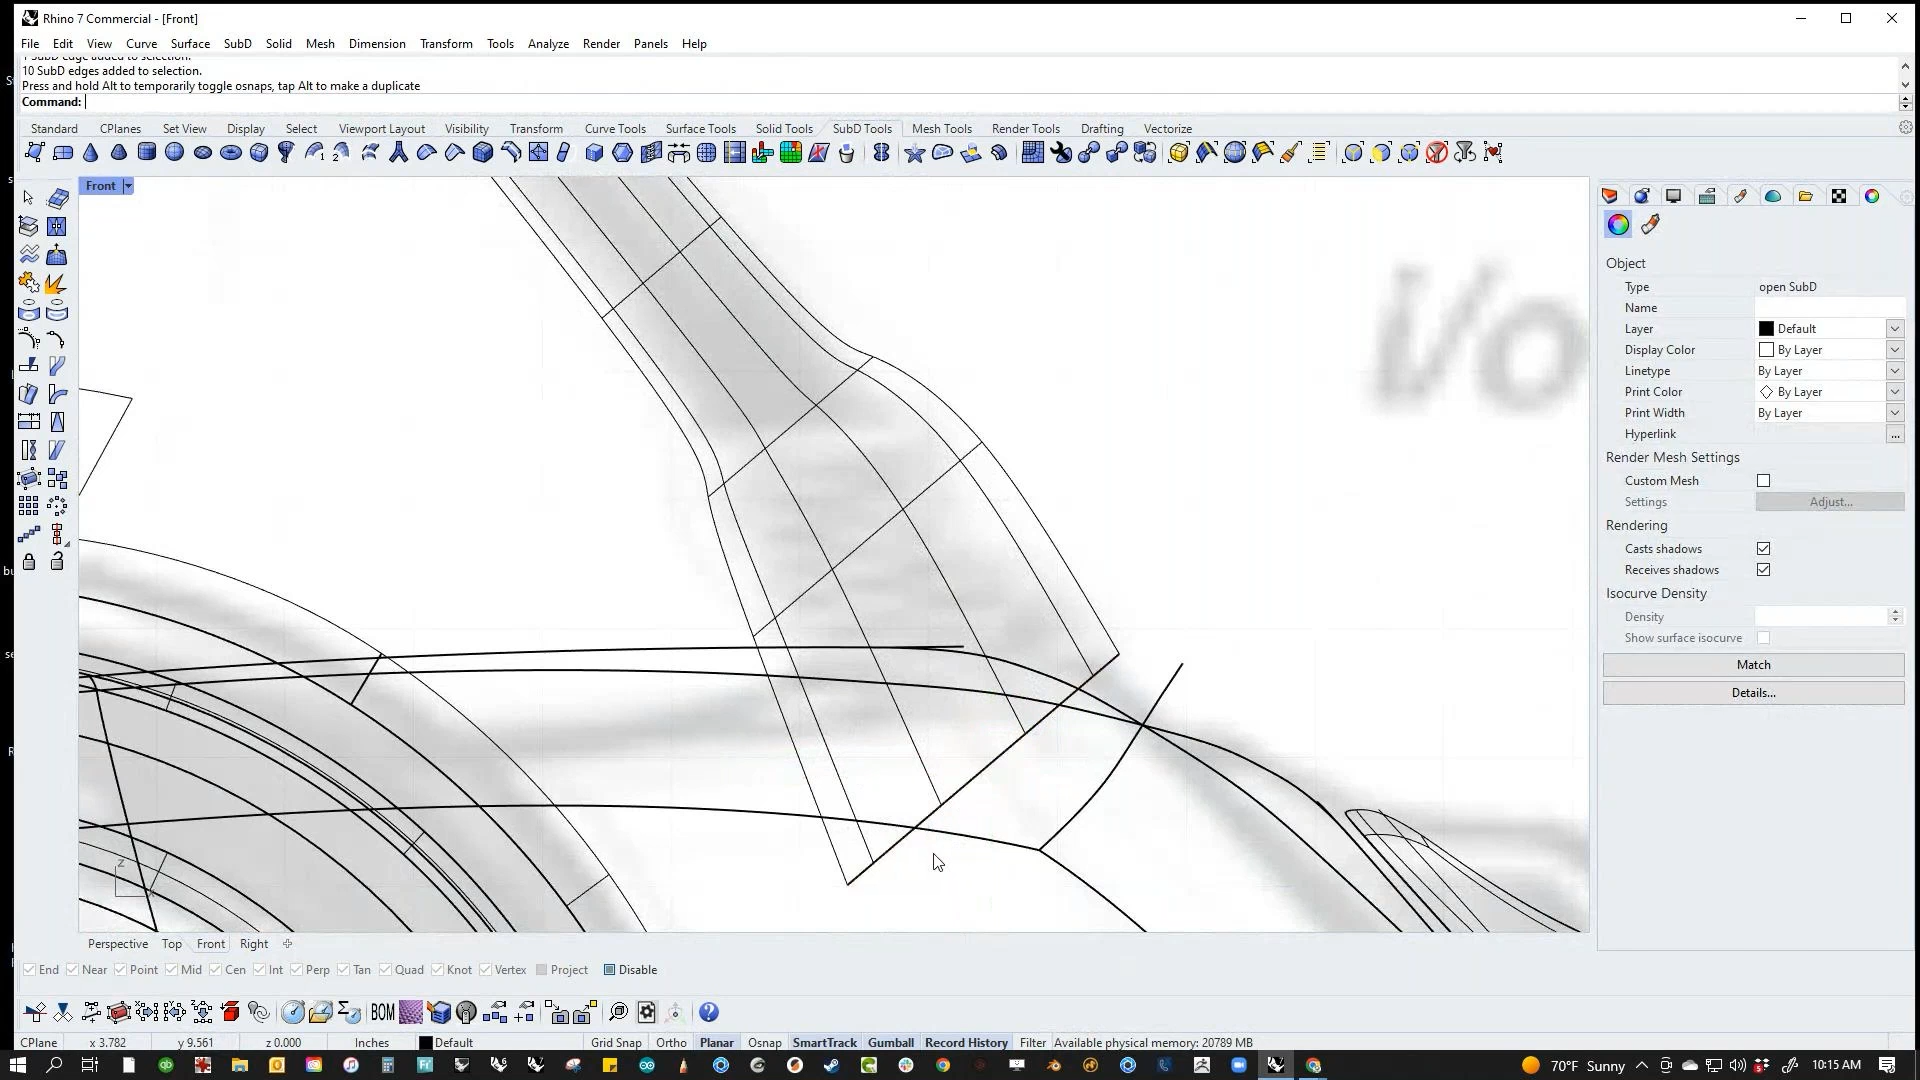 Rhino 7 Commercial - [Front]
File Edit View Curve Surface SubD Solid Mesh Dimension Transform Tools Analyze Render Panels Help
1 SubD edge added to selection.
10 SubD edges added to selection.
Press and hold Alt to temporarily toggle osnaps, tap Alt to make a duplicate
Command:
Standard CPlanes Set View Display Select Viewport Layout Visibility Transform Curve Tools Surface Tools Solid Tools SubD Tools Mesh Tools Render Tools Drafting Vectorize
Front
I/O
Object
Type open SubD
Name
Layer Default
Display Color By Layer
Linetype By Layer
Print Color By Layer
Print Width By Layer
Hyperlink ...
Render Mesh Settings
Custom Mesh
Settings Adjust...
Rendering
Casts shadows
Receives shadows
Isocurve Density
Density
Show surface isocurve
Match
Details...
z
Perspective Top Front Right
End Near Point Mid Cen Int Perp Tan Quad Knot Vertex Project Disable
BOM
CPlane x 3.782 y 9.561 z 0.000 Inches Default Grid Snap Ortho Planar Osnap SmartTrack Gumball Record History Filter Available physical memory: 20789 MB
70°F Sunny 10:15 AM